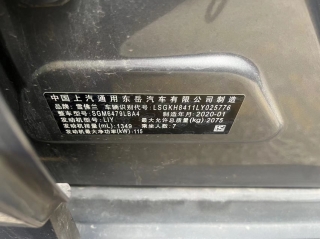 中国上汽通用东岳汽车有限公司制造
品牌：雪佛兰 车辆识别代号：LSGKH8411LY025776
整车型号：SGM6479LBA4 制造年月：2020-01
发动机型号：LIY 最大允许总质量(kg)：2075
发动机排量(mL)：1349 乘坐人数：7
发动机最大净功率(kW)：115